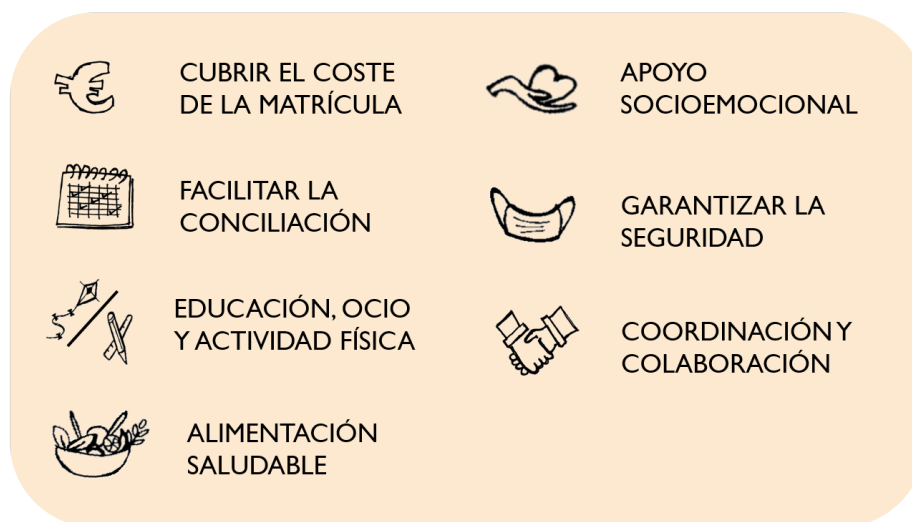 CUBRIR EL COSTE
DE LA MATRÍCULA
FACILITAR LA
CONCILIACIÓN
EDUCACIÓN, OCIO
Y ACTIVIDAD FÍSICA
ALIMENTACIÓN
SALUDABLE
APOYO
SOCIOEMOCIONAL
GARANTIZAR LA
SEGURIDAD
COORDINACIÓN Y
COLABORACIÓN